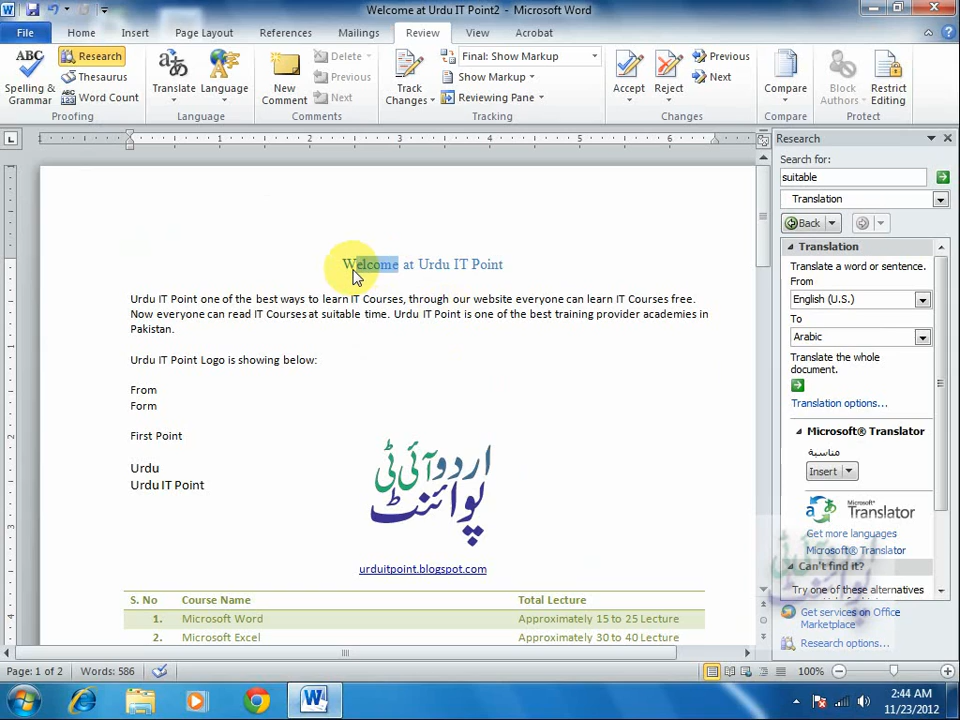 Welcome at Urdu IT Point2 - Microsoft Word
File Home Insert Page Layout References Mailings Review View Acrobat
ABC Spelling & Grammar
Research
Thesaurus
ABC 123 Word Count
Proofing
Translate
Language
Language
New Comment
Delete
Previous
Next
Comments
Track Changes
Final: Show Markup
Show Markup
Reviewing Pane
Tracking
Accept
Reject
Previous
Next
Changes
Compare
Compare
Block Authors
Restrict Editing
Protect
Research
Search for:
suitable
Translation
Back
Translation
Translate a word or sentence.
From
English (U.S.)
To
Arabic
Translate the whole document.
Translation options...
Microsoft® Translator
مناسبة
Insert
Microsoft® Translator
Get more languages
Microsoft® Translator
Can't find it?
Try one of these alternatives
Get services on Office Marketplace
Research options...
Welcome at Urdu IT Point
Urdu IT Point one of the best ways to learn IT Courses, through our website everyone can learn IT Courses free.
Now everyone can read IT Courses at suitable time. Urdu IT Point is one of the best training provider academies in
Pakistan.
Urdu IT Point Logo is showing below:
From
Form
First Point
Urdu
Urdu IT Point
اردو آئی ٹی
پوائنٹ
urduitpoint.blogspot.com
S. No Course Name Total Lecture
1. Microsoft Word Approximately 15 to 25 Lecture
2. Microsoft Excel Approximately 30 to 40 Lecture
Page: 1 of 2 Words: 586 100%
2:44 AM
11/23/2012